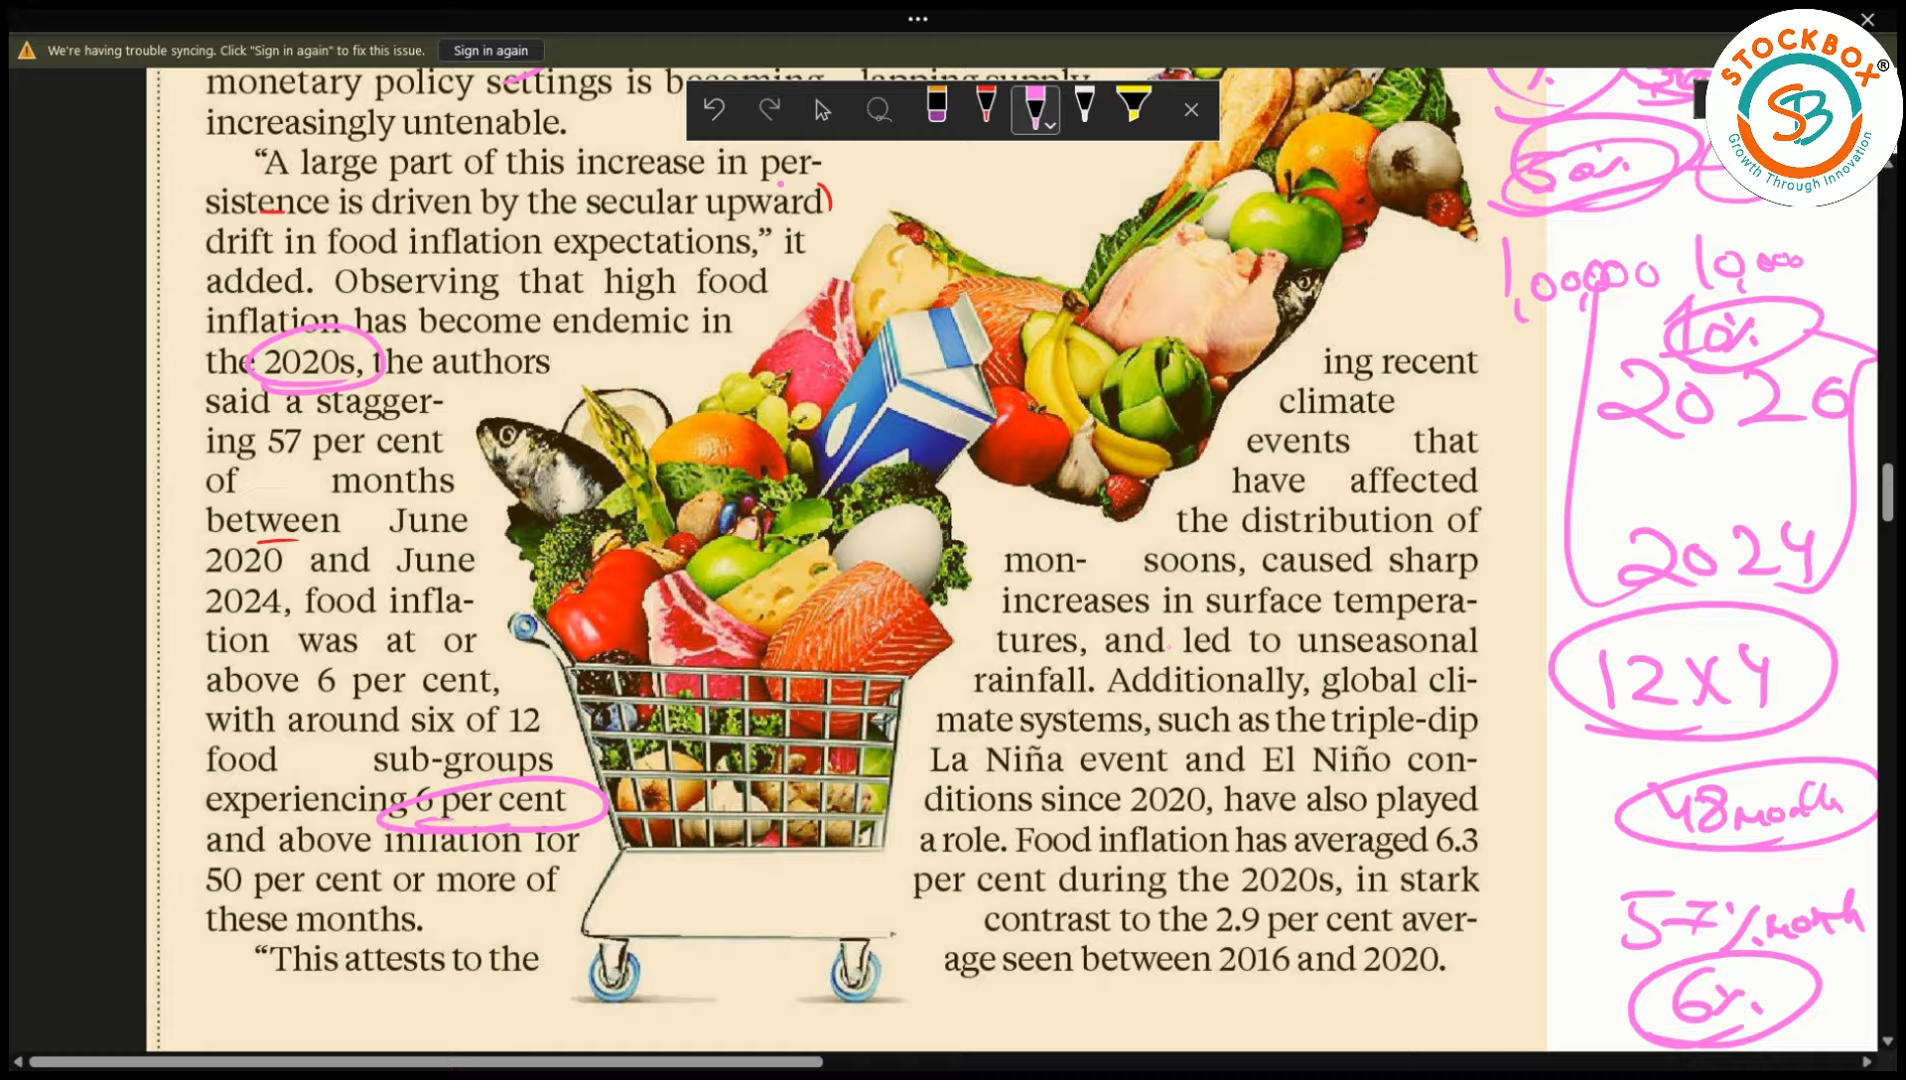 We're having trouble syncing. Click "Sign in again" to fix this issue.
Sign in again
STOCKBOX®
SB
Growth Through Innovation
monetary policy settings is becoming
increasingly untenable.
“A large part of this increase in per-
sistence is driven by the secular upward
drift in food inflation expectations,” it
added. Observing that high food
inflation has become endemic in
the 2020s, the authors
said a stagger-
ing 57 per cent
of months
between June
2020 and June
2024, food infla-
tion was at or
above 6 per cent,
with around six of 12
food sub-groups
experiencing 6 per cent
and above inflation for
50 per cent or more of
these months.
“This attests to the
lapping supply
ing recent
climate
events that
have affected
the distribution of
mon- soons, caused sharp
increases in surface tempera-
tures, and led to unseasonal
rainfall. Additionally, global cli-
mate systems, such as the triple-dip
La Niña event and El Niño con-
ditions since 2020, have also played
a role. Food inflation has averaged 6.3
per cent during the 2020s, in stark
contrast to the 2.9 per cent aver-
age seen between 2016 and 2020.
1,00,000 10,000
10%
2020
2024
12X4
48 month
57% month
6%